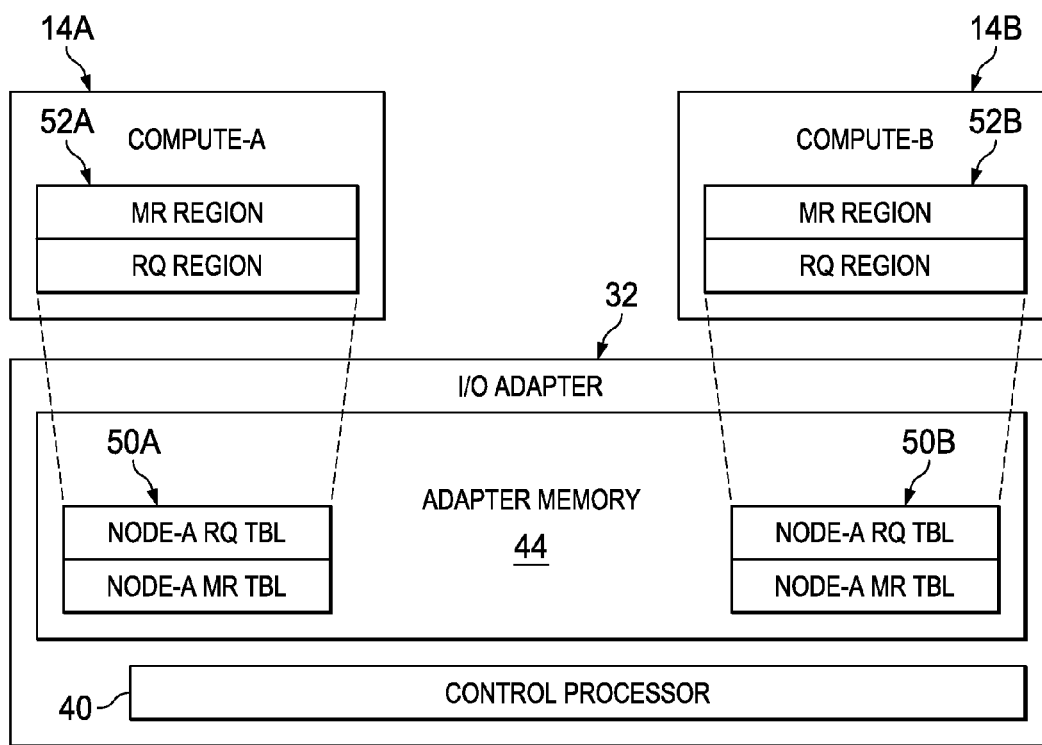 14A
14B
52A
COMPUTE-A
MR REGION
RQ REGION
COMPUTE-B
52B
MR REGION
RQ REGION
32
I/O ADAPTER
50A
50B
ADAPTER MEMORY
44
NODE-A RQ TBL
NODE-A MR TBL
NODE-A RQ TBL
NODE-A MR TBL
40
CONTROL PROCESSOR